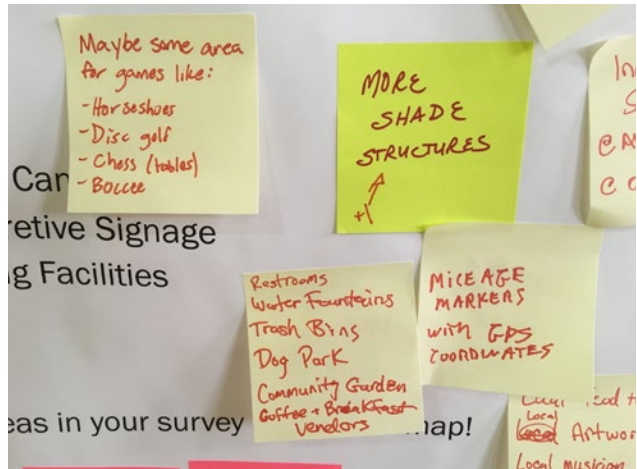 Maybe some area
for games like:
- Horseshoes
- Disc golf
- Chess (tables)
- Boccee
MORE
SHADE
STRUCTURES
+1
Can
retive Signage
g Facilities
Restrooms
Water Fountains
Trash Bins
Dog Park
Community Garden
Coffee + Breakfast
Vendors
MILEAGE
MARKERS
with GPS
COORDINATES
eas in your survey
map!
Local
Artwor
Local musician